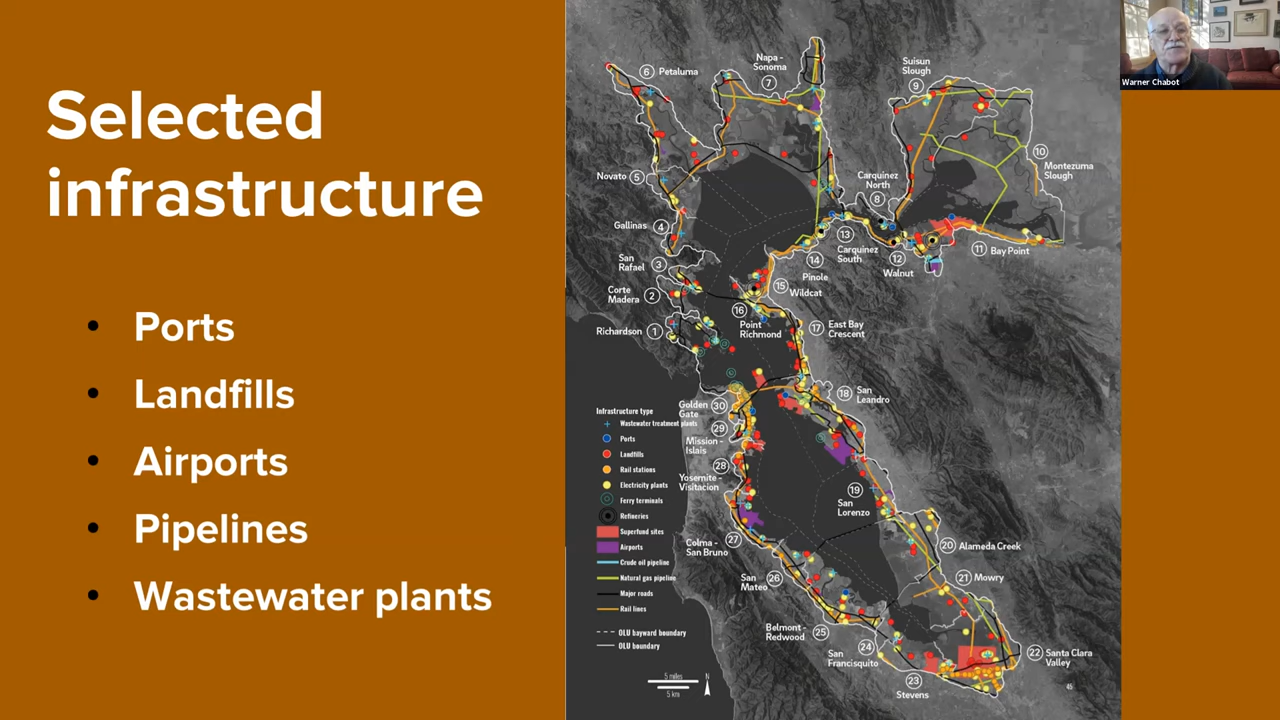 Selected
infrastructure
• Ports
• Landfills
• Airports
• Pipelines
• Wastewater plants
6 Petaluma
Napa -
Sonoma
7
Suisun
Slough
9
10
Montezuma
Slough
Novato 5
Carquinez
North
8
Gallinas 4
13
Carquinez
South
11 Bay Point
12
Walnut
San
Rafael 3
14
Pinole
15 Wildcat
Corte
Madera 2
16
Point
Richmond
Richardson 1
17 East Bay
Crescent
18 San
Leandro
Golden
Gate 30
29
Mission -
Islais
28
Yosemite -
Visitacion
19
San
Lorenzo
27
Colma -
San Bruno
20 Alameda Creek
26
San
Mateo
21 Mowry
Belmont -
Redwood
25
24
San
Francisquito
22 Santa Clara
Valley
23
Stevens
Infrastructure type
Wastewater treatment plants
Ports
Landfills
Rail stations
Electricity plants
Ferry terminals
Refineries
Superfund sites
Airports
Crude oil pipeline
Natural gas pipeline
Major roads
Rail lines
OLU bayward boundary
OLU boundary
5 miles
5 km
N
45
Warner Chabot